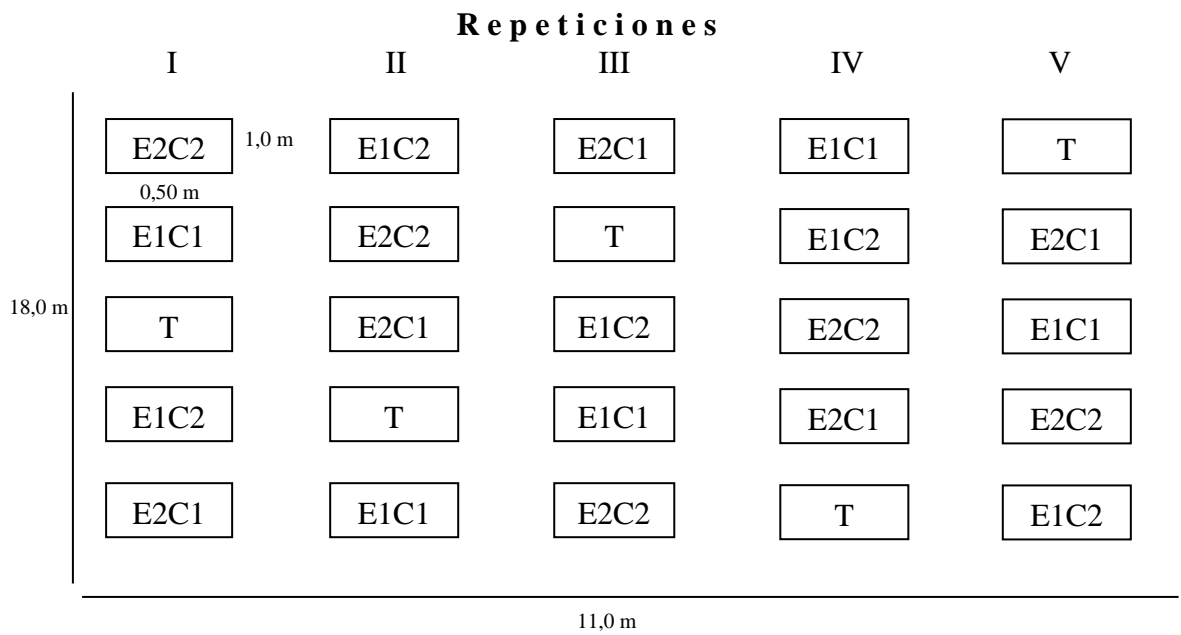 Repeticiones
I II III IV V
E2C2 1,0 m E1C2 E2C1 E1C1 T
0,50 m
E1C1 E2C2 T E1C2 E2C1
18,0 m
T E2C1 E1C2 E2C2 E1C1
E1C2 T E1C1 E2C1 E2C2
E2C1 E1C1 E2C2 T E1C2
11,0 m